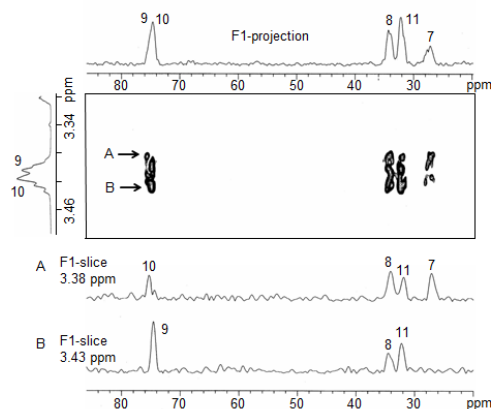 9 10
F1-projection
8
11
7
80 70 60 50 40 30 ppm
ppm
3.34
3.46
9
10
A
B
A F1-slice
3.38 ppm
10
8
11
7
B F1-slice
3.43 ppm
9
8
11
80 70 60 50 40 30 ppm